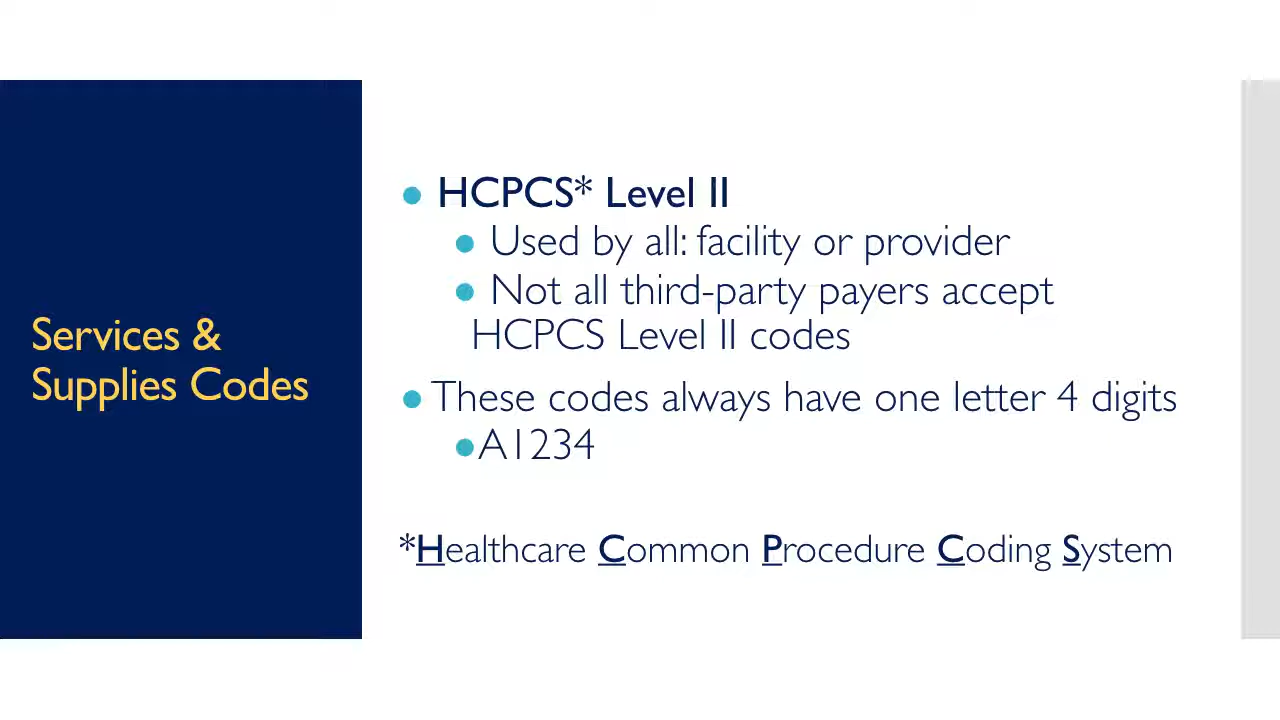 Services &
Supplies Codes
● HCPCS* Level II
● Used by all: facility or provider
● Not all third-party payers accept
HCPCS Level II codes
● These codes always have one letter 4 digits
●A1234
*Healthcare Common Procedure Coding System